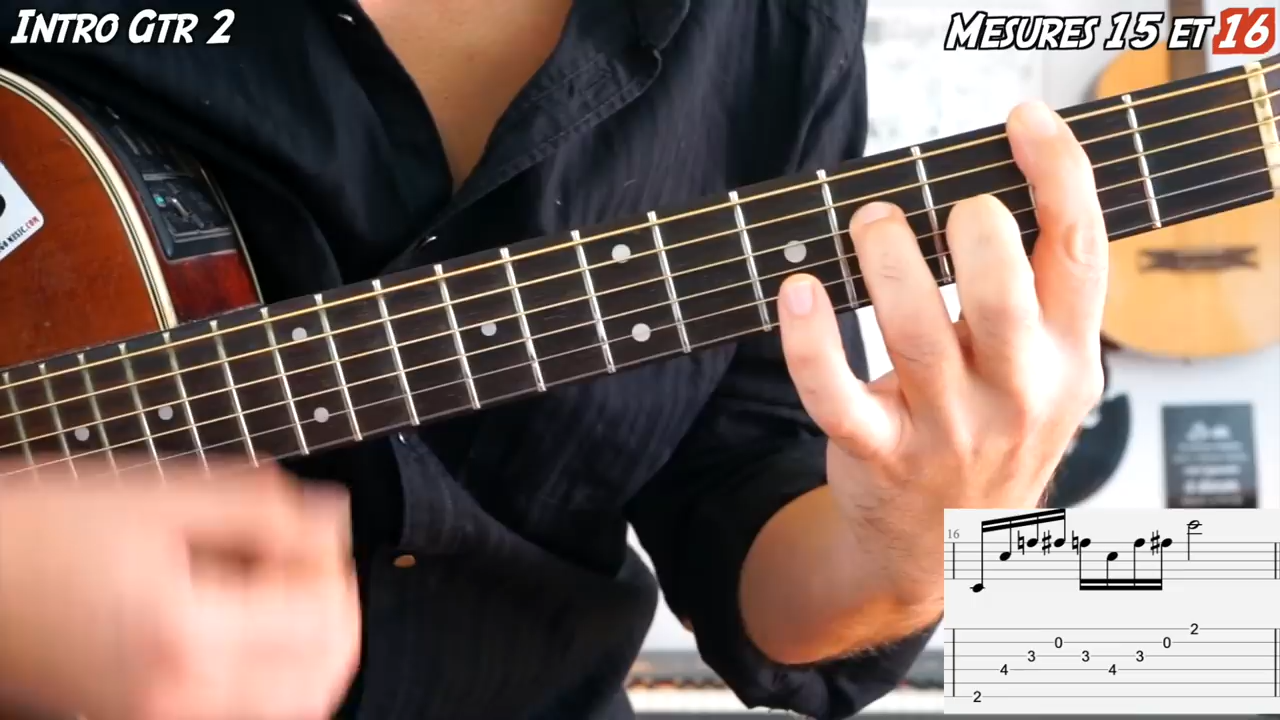 INTRO GTR 2
MESURES 15 ET 16
16
2
0 0
3 3 3
4 4
2